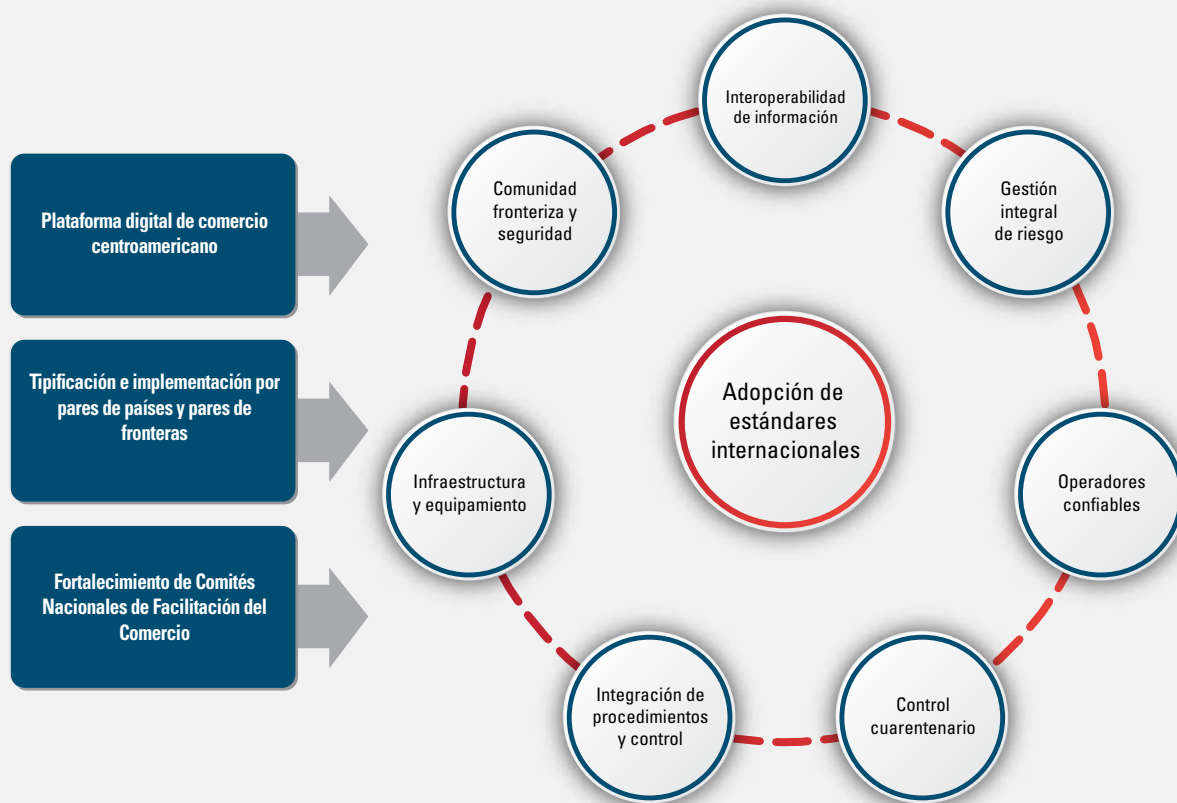 Plataforma digital de comercio
centroamericano
Tipificación e implementación por
pares de países y pares de
fronteras
Fortalecimiento de Comités
Nacionales de Facilitación del
Comercio
Interoperabilidad
de información
Gestión
integral
de riesgo
Operadores
confiables
Control
cuarentenario
Integración de
procedimientos
y control
Infraestructura
y equipamiento
Comunidad
fronteriza y
seguridad
Adopción de
estándares
internacionales